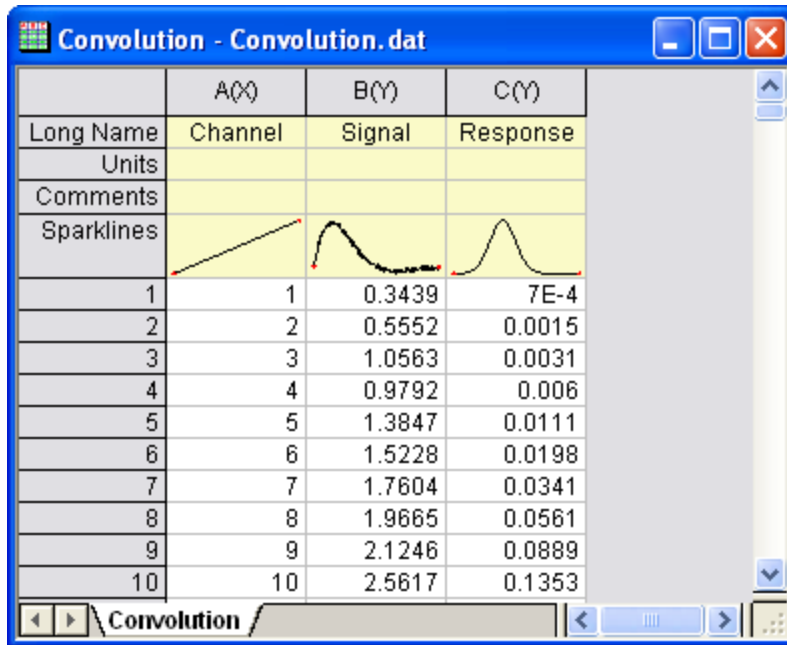 Convolution - Convolution.dat
A(X) B(Y) C(Y)
Long Name Channel Signal Response
Units
Comments
Sparklines
1 1 0.3439 7E-4
2 2 0.5552 0.0015
3 3 1.0563 0.0031
4 4 0.9792 0.006
5 5 1.3847 0.0111
6 6 1.5228 0.0198
7 7 1.7604 0.0341
8 8 1.9665 0.0561
9 9 2.1246 0.0889
10 10 2.5617 0.1353
Convolution